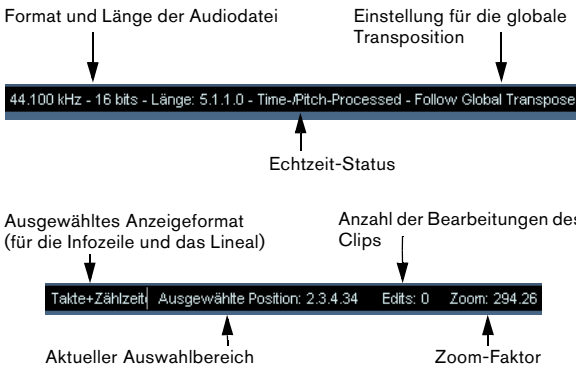 Format und Länge der Audiodatei
Einstellung für die globale
Transposition
44.100 kHz - 16 bits - Länge: 5.1.1.0 - Time-/Pitch-Processed - Follow Global Transpose
Echtzeit-Status
Ausgewähltes Anzeigeformat
(für die Infozeile und das Lineal)
Anzahl der Bearbeitungen des
Clips
Takte+Zählzeit Ausgewählte Position: 2.3.4.34 Edits: 0 Zoom: 294.26
Aktueller Auswahlbereich
Zoom-Faktor